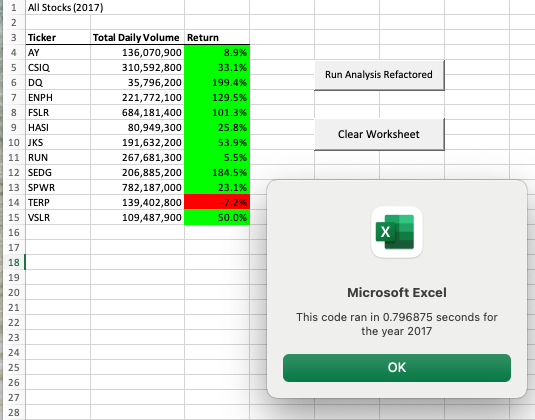 1 All Stocks (2017)
2
3 Ticker Total Daily Volume Return
4 AY 136,070,900 8.9%
5 CSIQ 310,592,800 33.1%
6 DQ 35,796,200 199.4%
7 ENPH 221,772,100 129.5%
8 FSLR 684,181,400 101.3%
9 HASI 80,949,300 25.8%
10 JKS 191,632,200 53.9%
11 RUN 267,681,300 5.5%
12 SEDG 206,885,200 184.5%
13 SPWR 782,187,000 23.1%
14 TERP 139,402,800 -7.2%
15 VSLR 109,487,900 50.0%
16
17
18
19
20
21
22
23
24
25
26
27
28
Run Analysis Refactored
Clear Worksheet
X
Microsoft Excel
This code ran in 0.796875 seconds for
the year 2017
OK